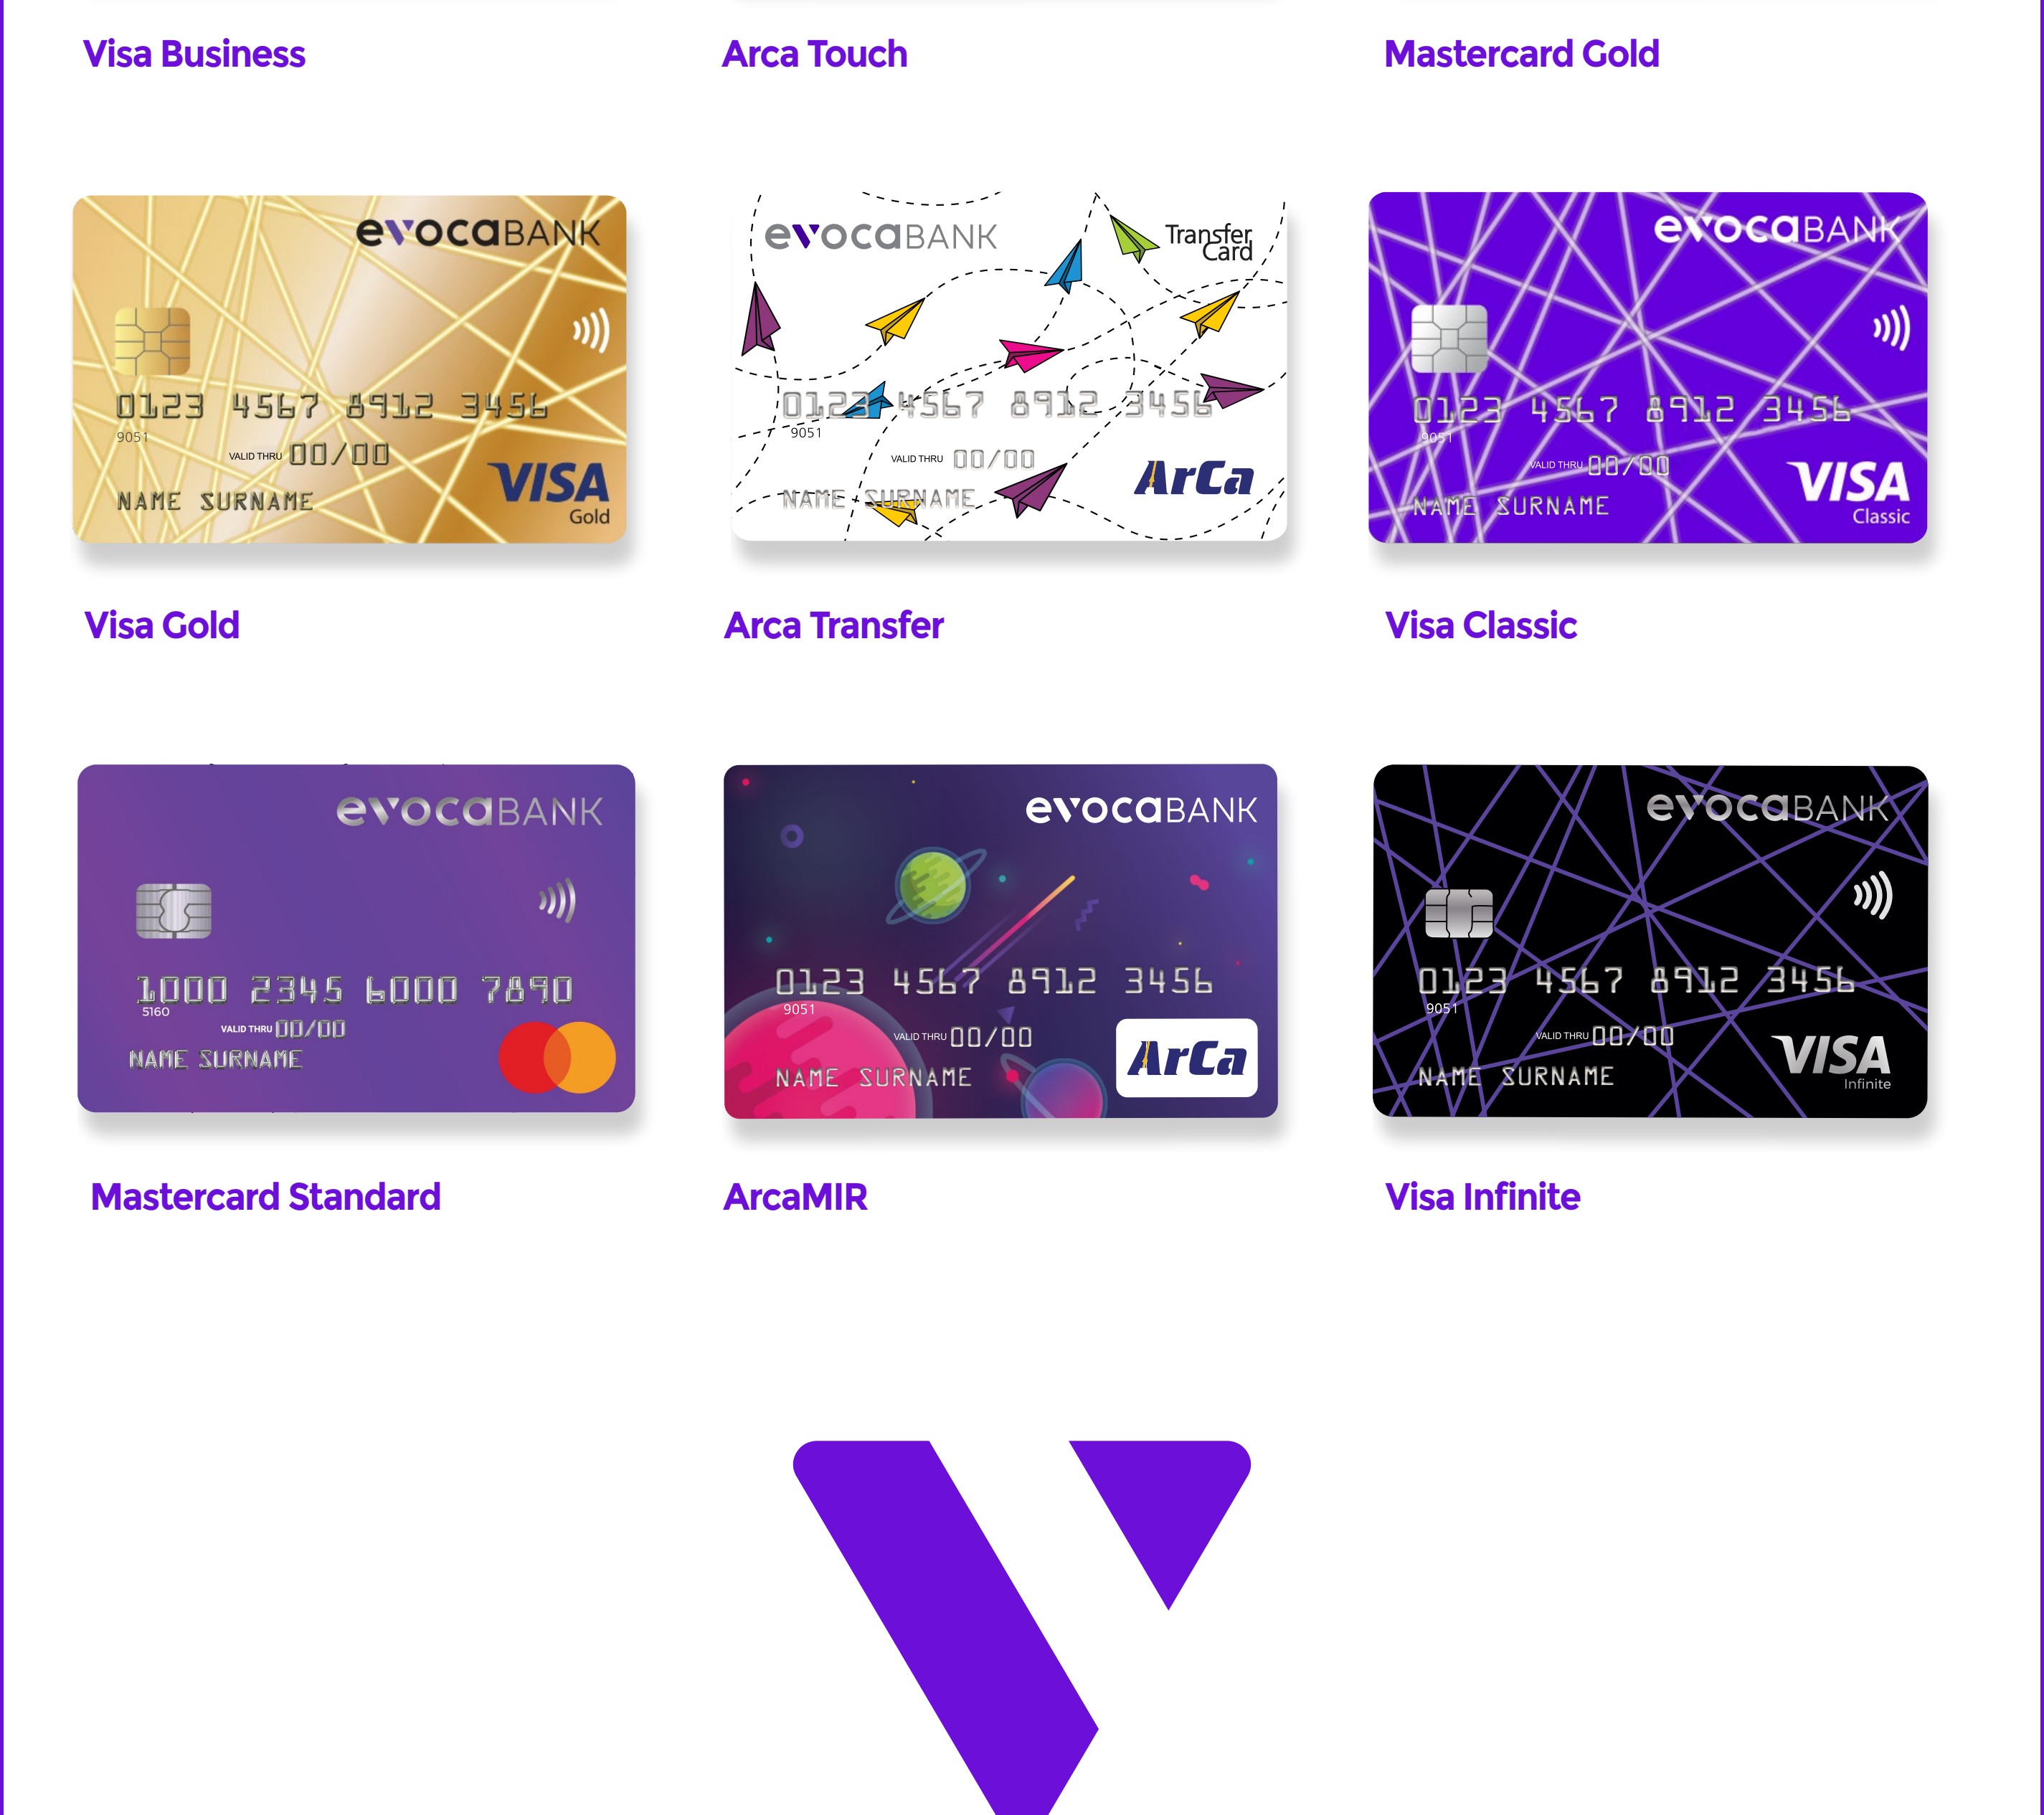 Visa Business
Arca Touch
Mastercard Gold
evocaBANK
0123 4567 8912 3456
9051
VALID THRU 00/00
NAME SURNAME
VISA
Gold
evocaBANK
Transfer
Card
0123 4567 8912 3456
9051
VALID THRU 00/00
NAME SURNAME
ArCa
evocaBANK
0123 4567 8912 3456
9051
VALID THRU 00/00
NAME SURNAME
VISA
Classic
Visa Gold
Arca Transfer
Visa Classic
evocaBANK
1000 2345 6000 7890
5160
VALID THRU 00/00
NAME SURNAME
evocaBANK
0123 4567 8912 3456
9051
VALID THRU 00/00
NAME SURNAME
ArCa
evocaBANK
0123 4567 8912 3456
9051
VALID THRU 00/00
NAME SURNAME
VISA
Infinite
Mastercard Standard
ArcaMIR
Visa Infinite